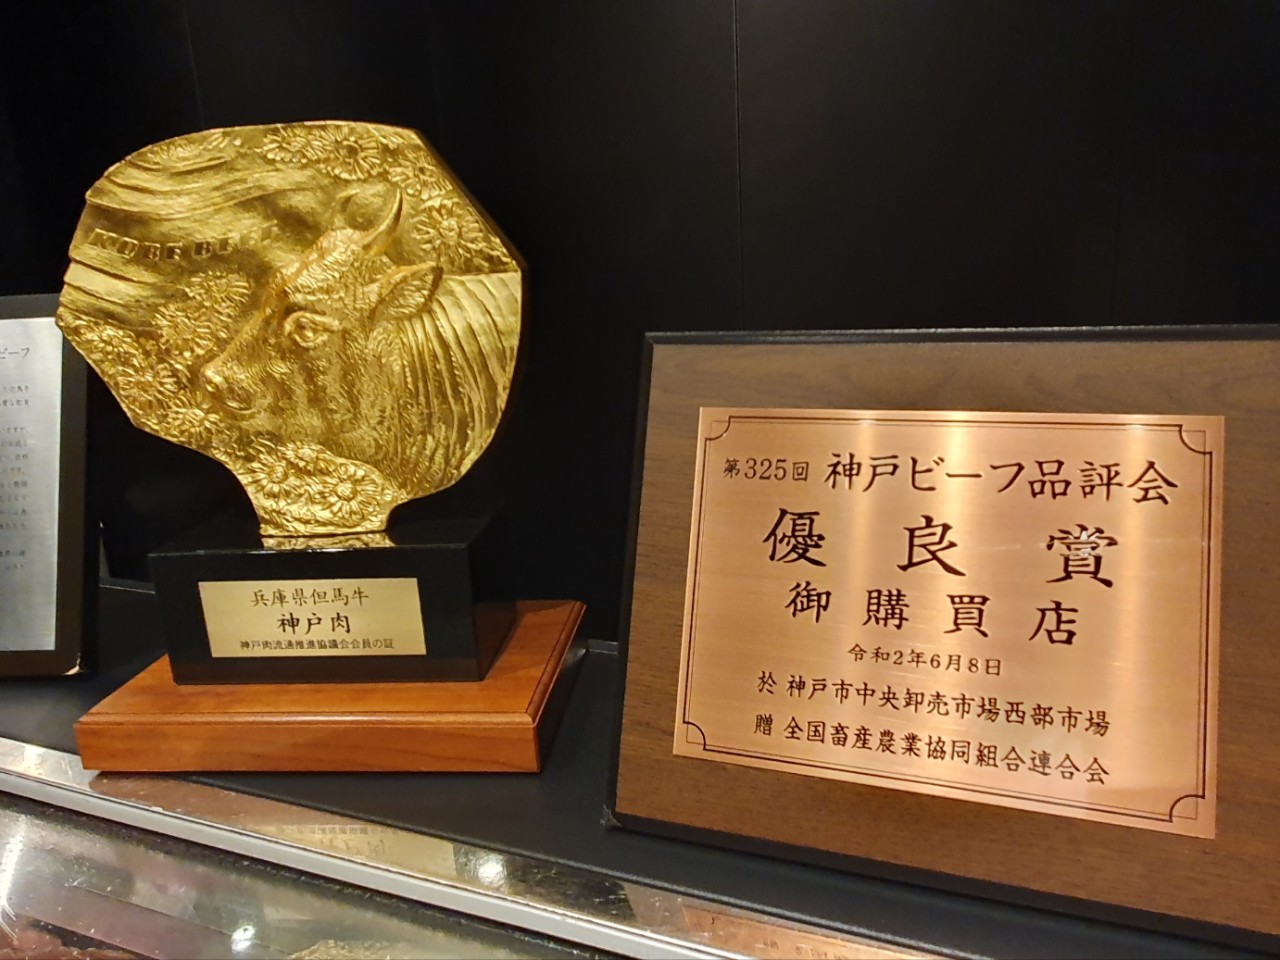 KOBE BEEF
兵庫県但馬牛
神戸肉
神戸肉流通推進協議会会員の証
第325回 神戸ビーフ品評会
優良賞
御購買店
令和2年6月8日
於 神戸市中央卸売市場西部市場
贈 全国畜産農業協同組合連合会